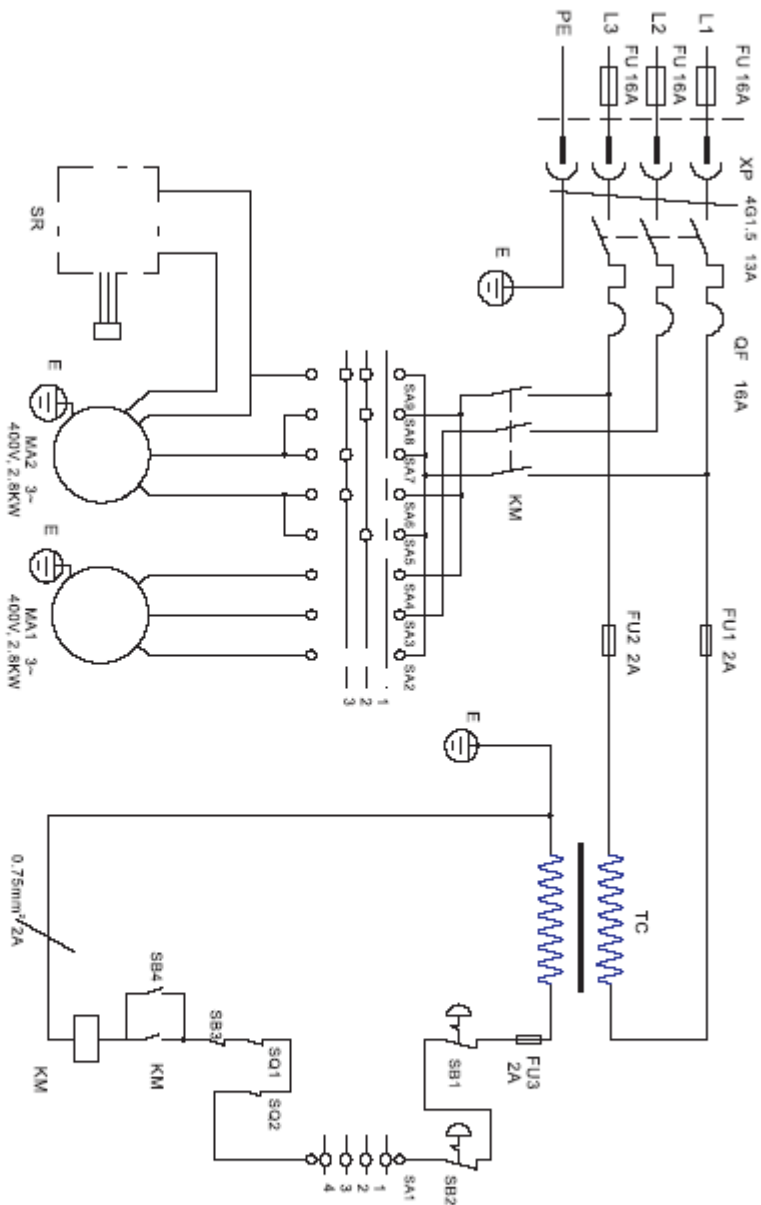 L1
L2
L3
PE
FU 16A
FU 16A
FU 16A
XP
4G1.5 13A
QF 16A
E
SR
KM
SA9
SA8
SA7
SA6
SA5
SA4
SA3
SA2
1
2
3
E
MA2 3~
400V, 2.8KW
E
MA1 3~
400V, 2.8KW
FU1 2A
FU2 2A
E
TC
0.75mm² 2A
FU3
2A
SB1
SB2
SA1
1
2
3
4
SQ1
SQ2
SB3
SB4
KM
KM